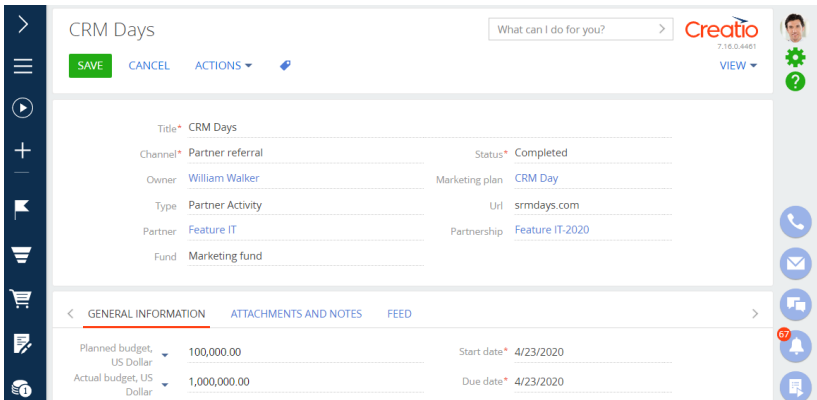 CRM Days
What can I do for you?
Creatio
7.16.0.4461
SAVE CANCEL ACTIONS
VIEW
Title* CRM Days
Channel* Partner referral
Status* Completed
Owner William Walker
Marketing plan CRM Day
Type Partner Activity
Url srmdays.com
Partner Feature IT
Partnership Feature IT-2020
Fund Marketing fund
GENERAL INFORMATION ATTACHMENTS AND NOTES FEED
Planned budget,
US Dollar
100,000.00
Start date* 4/23/2020
Actual budget, US
Dollar
1,000,000.00
Due date* 4/23/2020
67
1